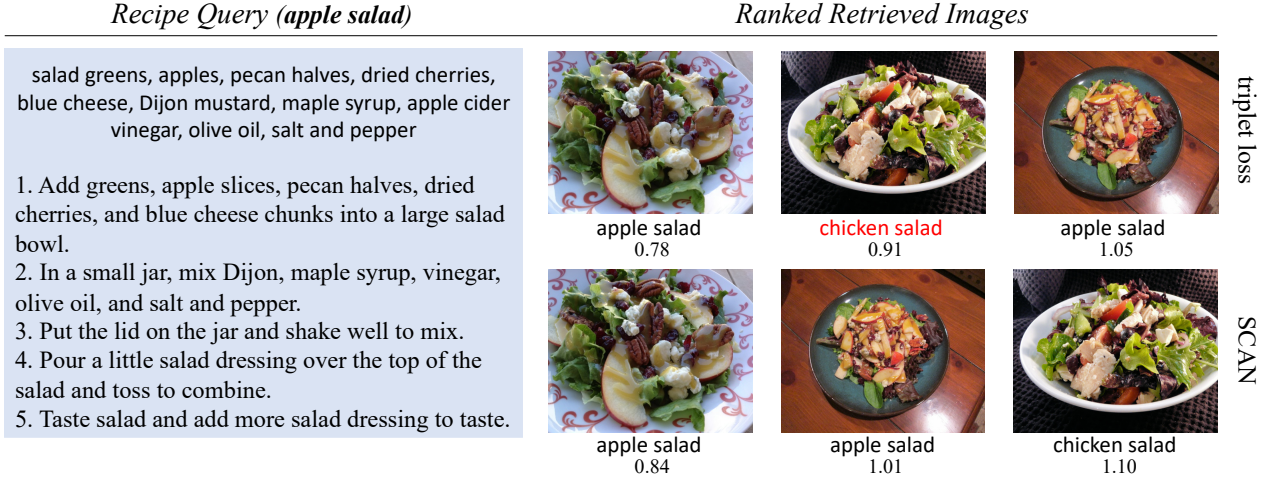 Recipe Query (apple salad)
Ranked Retrieved Images
salad greens, apples, pecan halves, dried cherries,
blue cheese, Dijon mustard, maple syrup, apple cider
vinegar, olive oil, salt and pepper
1. Add greens, apple slices, pecan halves, dried
cherries, and blue cheese chunks into a large salad
bowl.
2. In a small jar, mix Dijon, maple syrup, vinegar,
olive oil, and salt and pepper.
3. Put the lid on the jar and shake well to mix.
4. Pour a little salad dressing over the top of the
salad and toss to combine.
5. Taste salad and add more salad dressing to taste.
apple salad
0.78
chicken salad
0.91
apple salad
1.05
triplet loss
apple salad
0.84
apple salad
1.01
chicken salad
1.10
SCAN